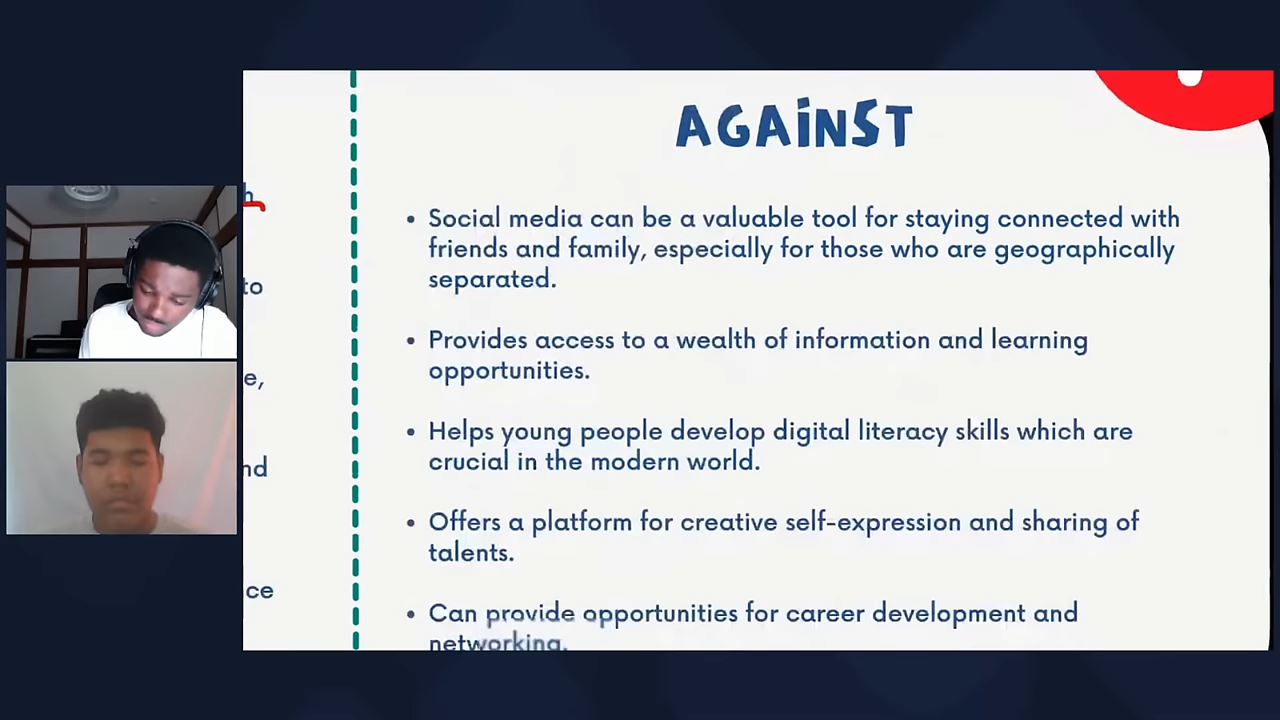 AGAiNST
h
• Social media can be a valuable tool for staying connected with
friends and family, especially for those who are geographically
separated.
to
• Provides access to a wealth of information and learning
opportunities.
e,
• Helps young people develop digital literacy skills which are
crucial in the modern world.
nd
• Offers a platform for creative self-expression and sharing of
talents.
ce
• Can provide opportunities for career development and
networking.